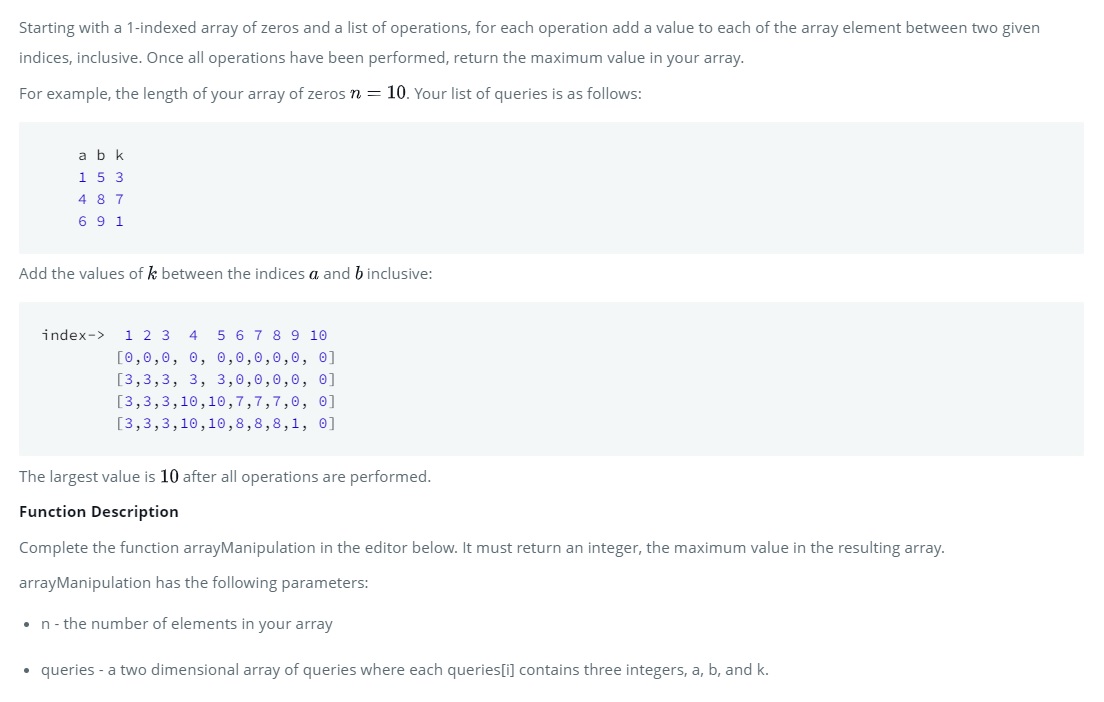 Starting with a 1-indexed array of zeros and a list of operations, for each operation add a value to each of the array element between two given
indices, inclusive. Once all operations have been performed, return the maximum value in your array.
For example, the length of your array of zeros n = 10. Your list of queries is as follows:
a b k
1 5 3
4 8 7
6 9 1
Add the values of k between the indices a and b inclusive:
index->  1 2 3  4  5 6 7 8 9 10
[0,0,0, 0, 0,0,0,0,0, 0]
[3,3,3, 3, 3,0,0,0,0, 0]
[3,3,3,10,10,7,7,7,0, 0]
[3,3,3,10,10,8,8,8,1, 0]
The largest value is 10 after all operations are performed.
Function Description
Complete the function arrayManipulation in the editor below. It must return an integer, the maximum value in the resulting array.
arrayManipulation has the following parameters:
• n - the number of elements in your array
• queries - a two dimensional array of queries where each queries[i] contains three integers, a, b, and k.